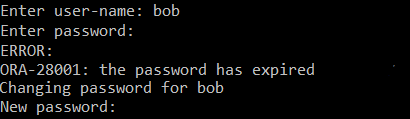 Enter user-name: bob
Enter password:
ERROR:
ORA-28001: the password has expired
Changing password for bob
New password: